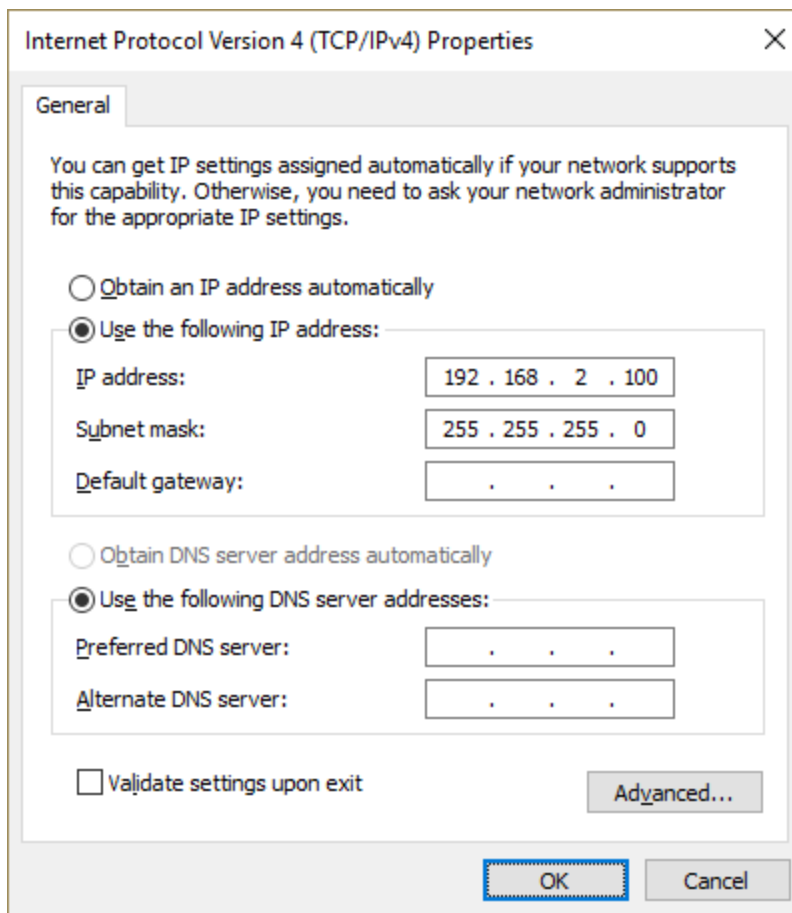 Internet Protocol Version 4 (TCP/IPv4) Properties
General
You can get IP settings assigned automatically if your network supports
this capability. Otherwise, you need to ask your network administrator
for the appropriate IP settings.
Obtain an IP address automatically
Use the following IP address:
IP address: 192 . 168 . 2 . 100
Subnet mask: 255 . 255 . 255 . 0
Default gateway: . . .
Obtain DNS server address automatically
Use the following DNS server addresses:
Preferred DNS server: . . .
Alternate DNS server: . . .
Validate settings upon exit
Advanced...
OK Cancel